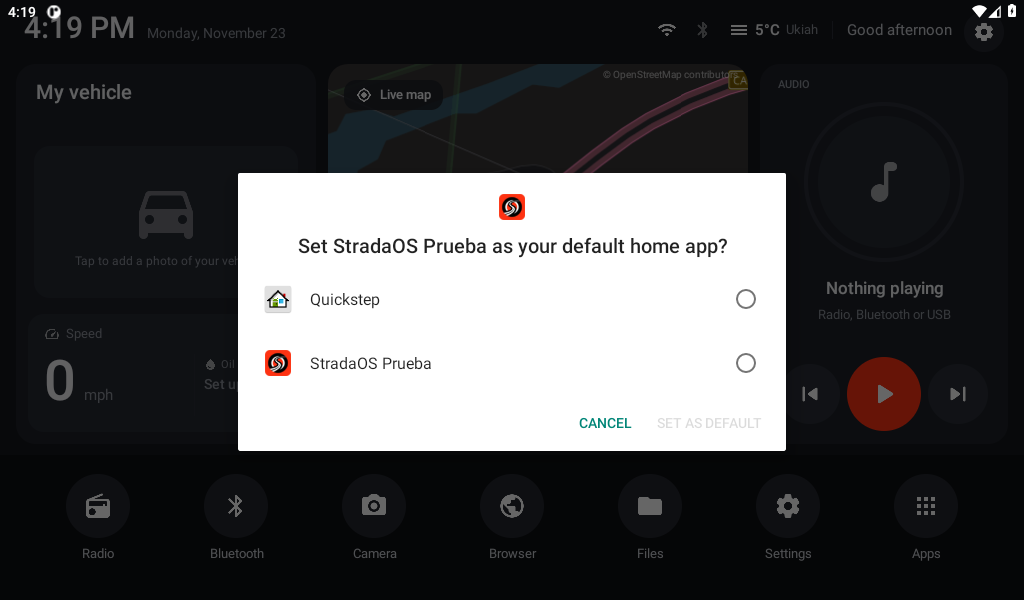 4:19
4:19 PM
Monday, November 23
5°C Ukiah
Good afternoon
My vehicle
Live map
© OpenStreetMap contributors
CA
AUDIO
Set StradaOS Prueba as your default home app?
Tap to add a photo of your veh
Quickstep
Nothing playing
Radio, Bluetooth or USB
Speed
0 mph
Oil
Set up
StradaOS Prueba
CANCEL
SET AS DEFAULT
Radio
Bluetooth
Camera
Browser
Files
Settings
Apps